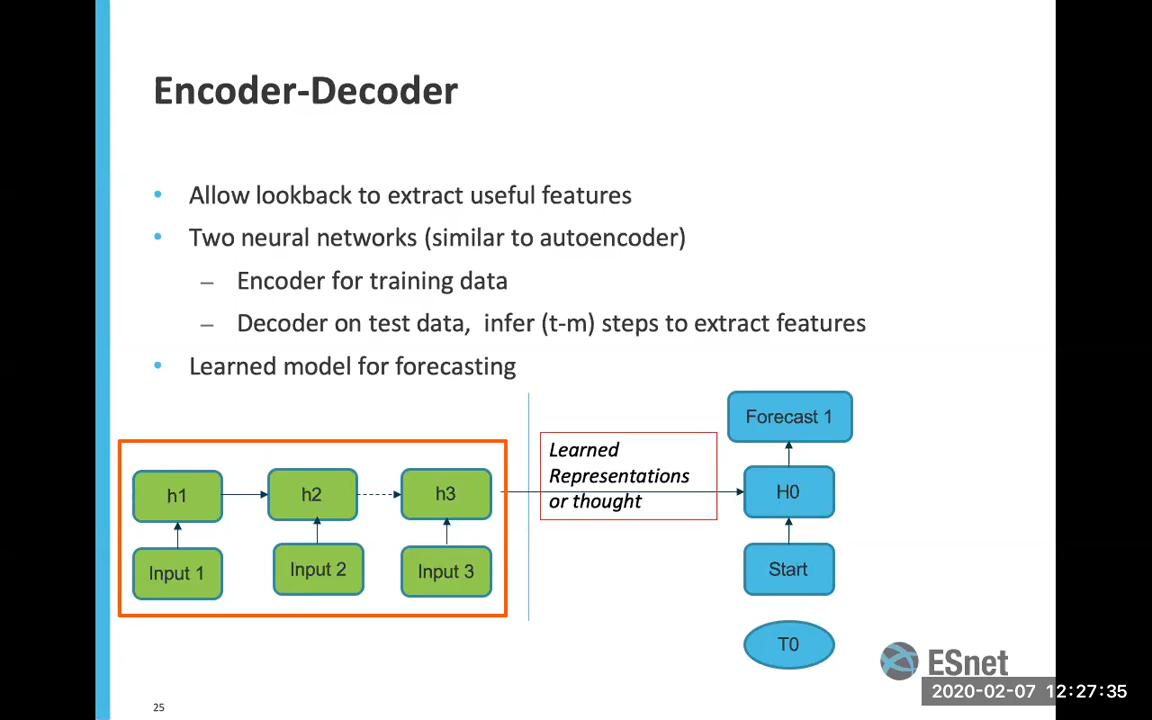 Encoder-Decoder
• Allow lookback to extract useful features
• Two neural networks (similar to autoencoder)
– Encoder for training data
– Decoder on test data, infer (t-m) steps to extract features
• Learned model for forecasting
Forecast 1
Learned
Representations
or thought
h1
h2
h3
H0
Input 1
Input 2
Input 3
Start
T0
ESnet
2020-02-07 12:27:35
25